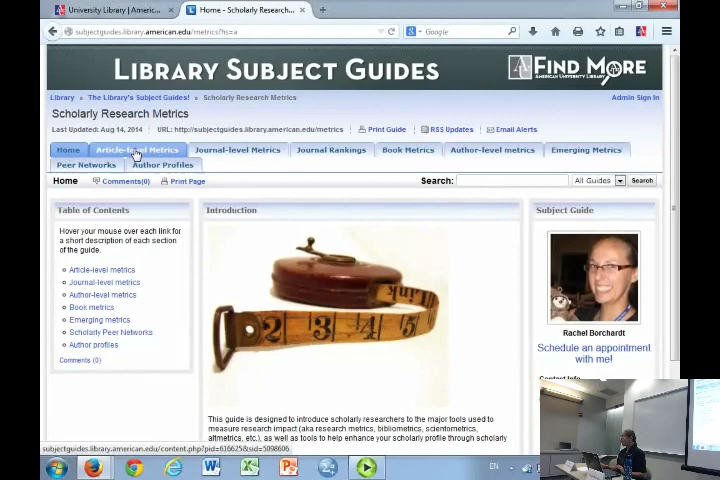 University Library | Americ...
Home - Scholarly Research...
subjectguides.library.american.edu/metrics?hs=a
Google
LIBRARY SUBJECT GUIDES
FIND MORE
AMERICAN UNIVERSITY LIBRARY
Library » The Library's Subject Guides! » Scholarly Research Metrics
Admin Sign In
Scholarly Research Metrics
Last Updated: Aug 14, 2014
URL: http://subjectguides.library.american.edu/metrics
Print Guide
RSS Updates
Email Alerts
Home
Article-level Metrics
Journal-level Metrics
Journal Rankings
Book Metrics
Author-level metrics
Emerging Metrics
Peer Networks
Author Profiles
Home
Comments(0)
Print Page
Search:
All Guides
Search
Table of Contents
Hover your mouse over each link for
a short description of each section
of the guide.
Article-level metrics
Journal-level metrics
Author-level metrics
Book metrics
Emerging metrics
Scholarly Peer Networks
Author profiles
Comments (0)
Introduction
2 3 4 5
This guide is designed to introduce scholarly researchers to the major tools used to
measure research impact (aka research metrics, bibliometrics, scientometrics,
altmetrics, etc.), as well as tools to help enhance your scholarly profile through scholarly
Subject Guide
Rachel Borchardt
Schedule an appointment
with me!
Contact Info
subjectguides.library.american.edu/content.php?pid=616625&sid=5098606
EN